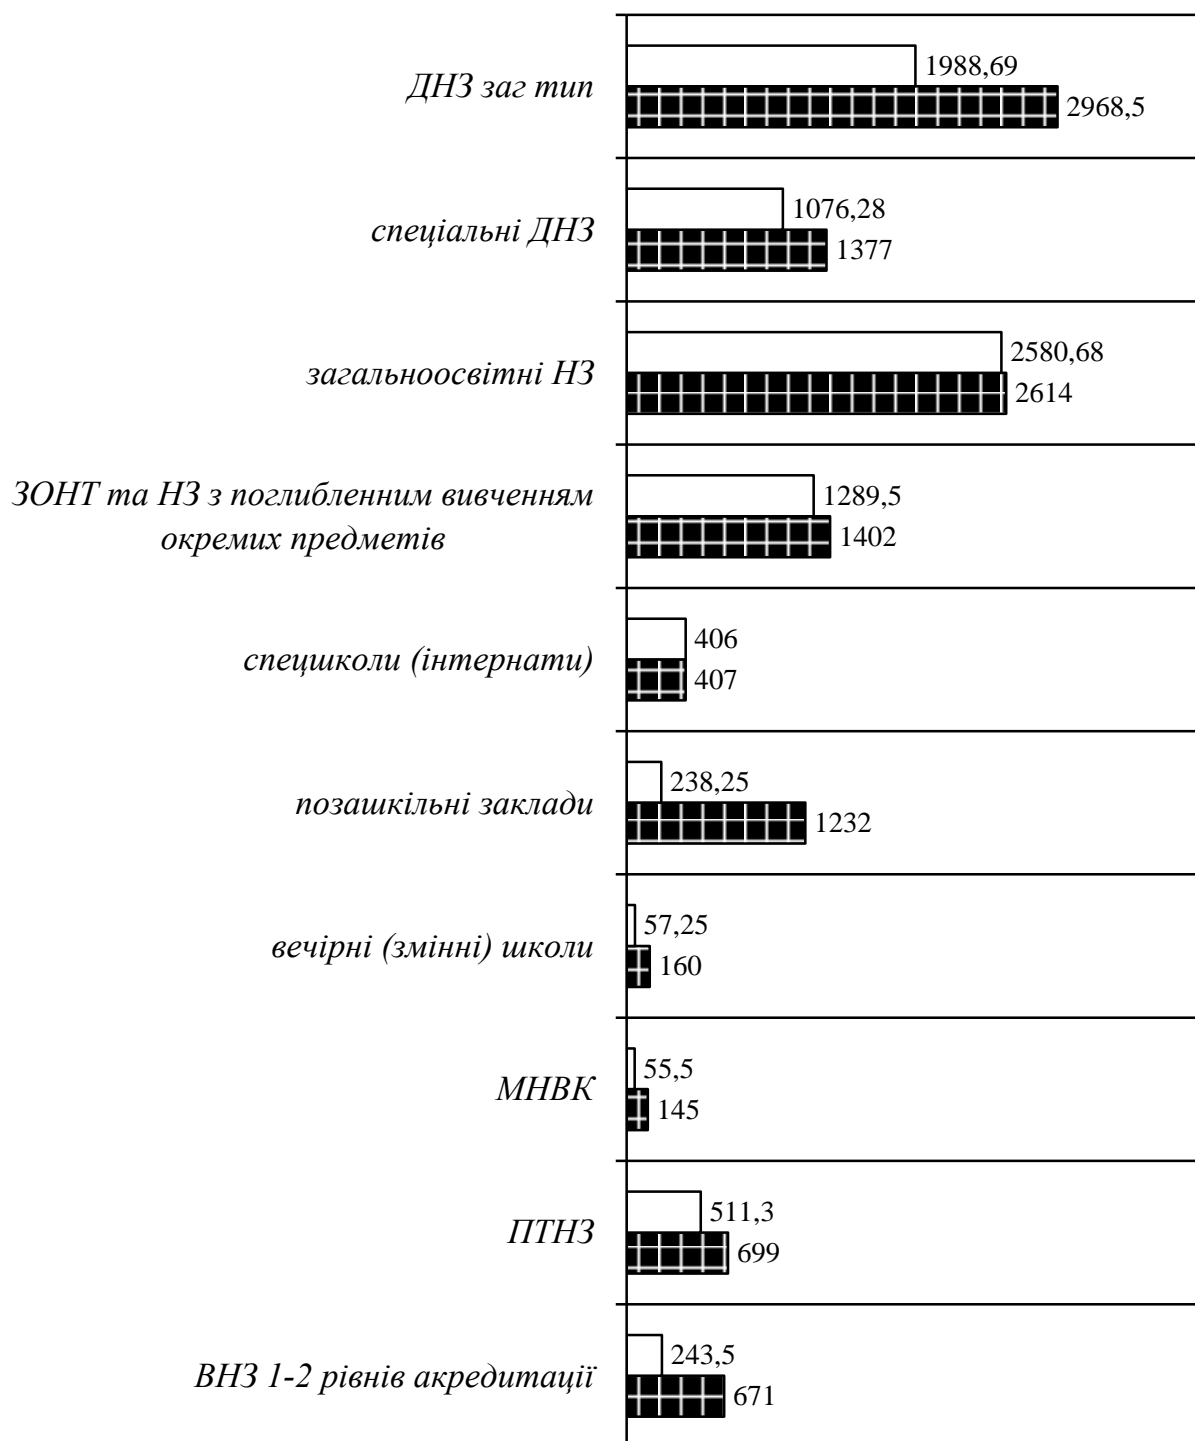 ДНЗ заг тип
1988,69
2968,5
спеціальні ДНЗ
1076,28
1377
загальноосвітні НЗ
2580,68
2614
ЗОНТ та НЗ з поглибленним вивченням
окремих предметів
1289,5
1402
спецшколи (інтернати)
406
407
позашкільні заклади
238,25
1232
вечірні (змінні) школи
57,25
160
МНВК
55,5
145
ПТНЗ
511,3
699
ВНЗ 1-2 рівнів акредитації
243,5
671